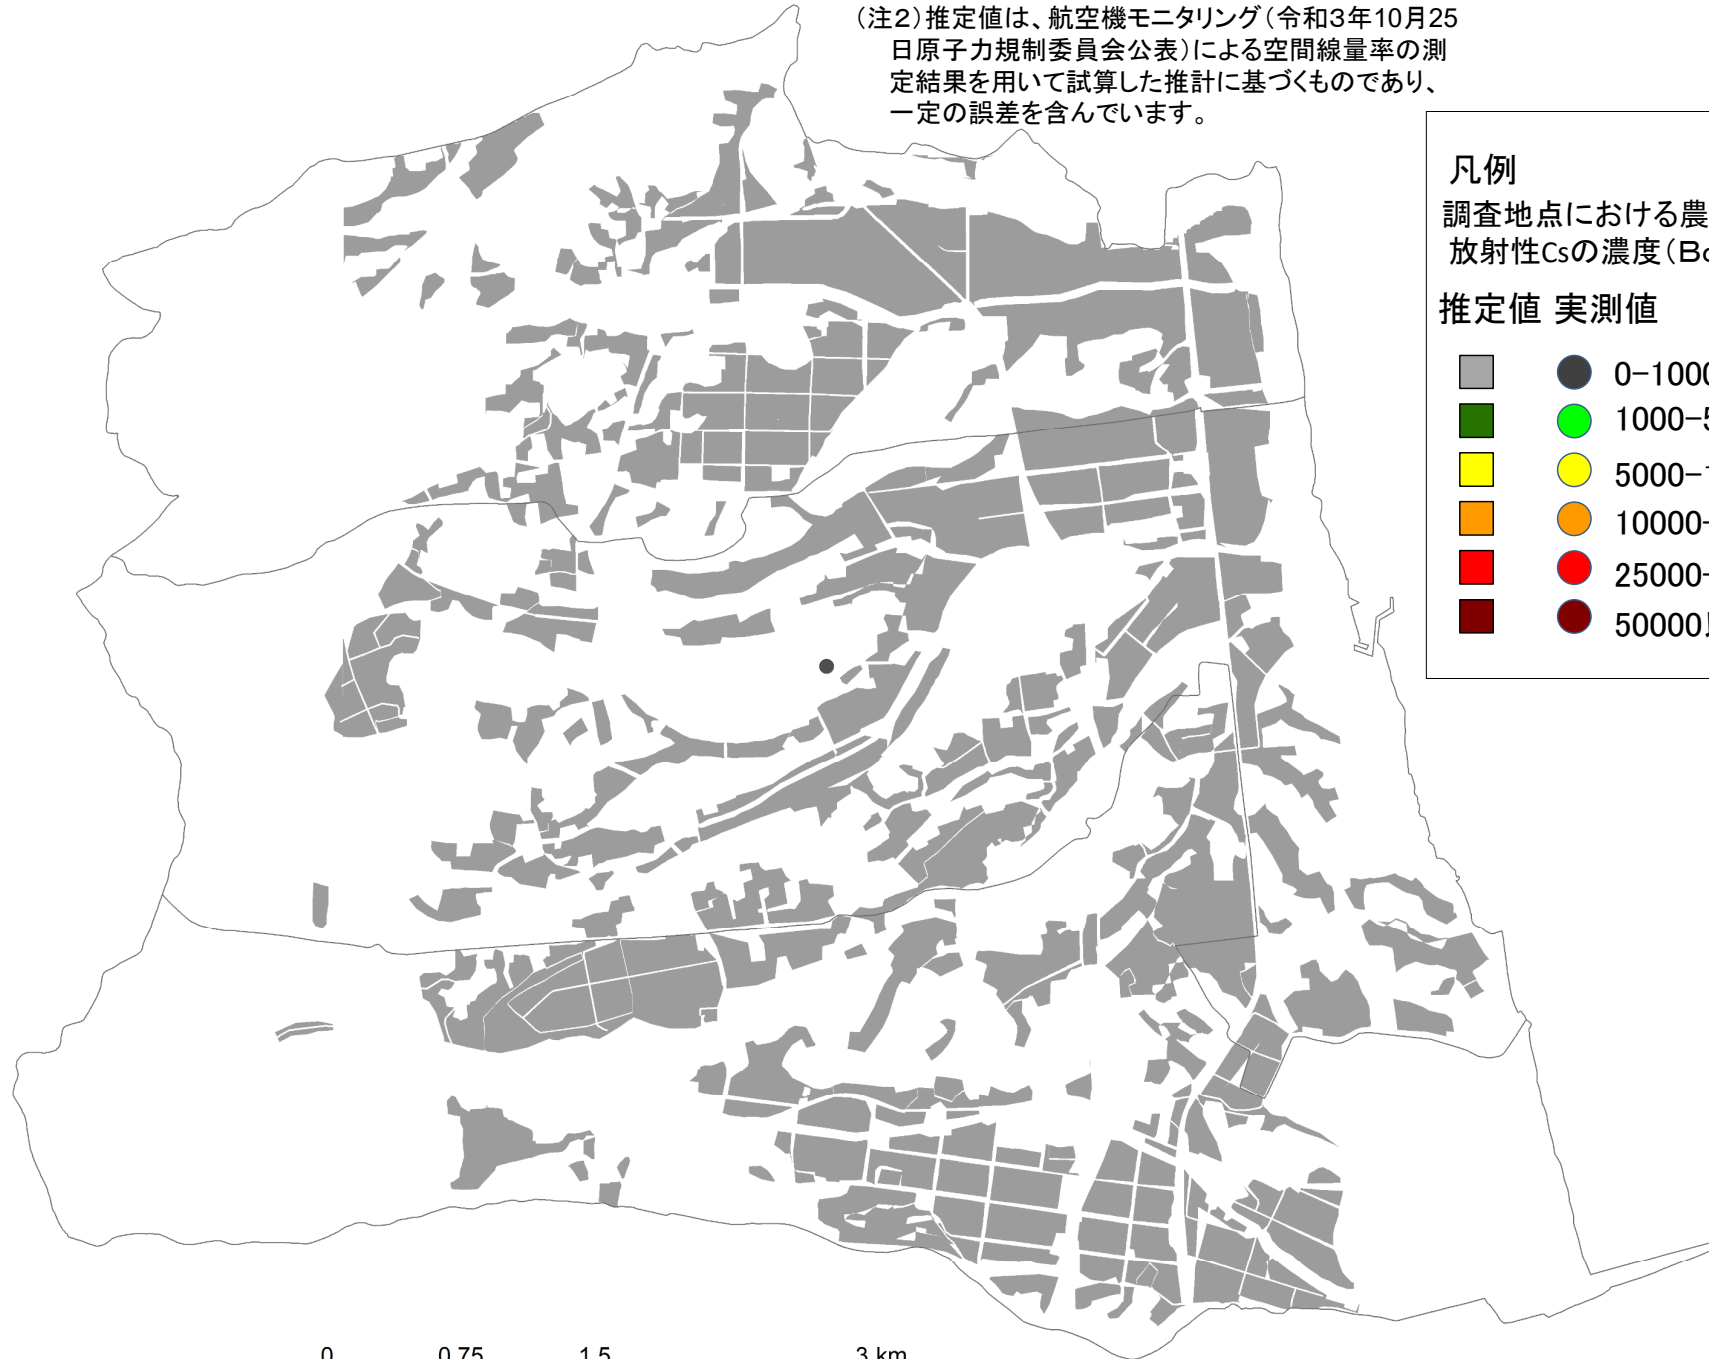 (注2)推定値は、航空機モニタリング(令和3年10月25
日原子力規制委員会公表)による空間線量率の測
定結果を用いて試算した推計に基づくものであり、
一定の誤差を含んでいます。
凡例
調査地点における農
放射性Csの濃度(B
推定値 実測値
0-1000
1000-5
5000-
10000-
25000-
50000
0 0.75 1.5 3 km